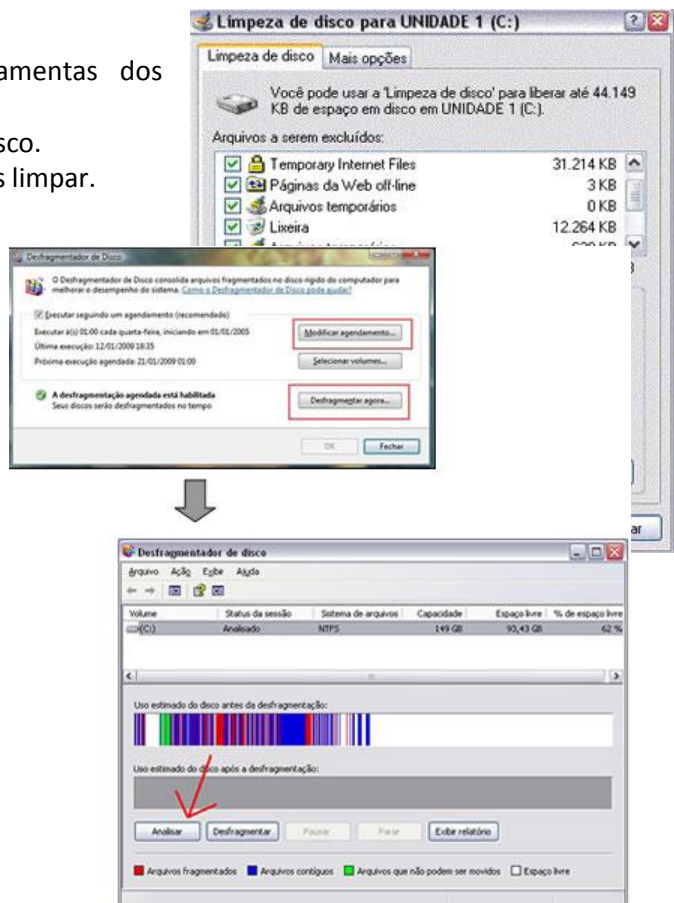 Limpeza de disco para UNIDADE 1 (C:)
amentas dos
sco.
s limpar.
Limpeza de disco
Mais opções
Você pode usar a 'Limpeza de disco' para liberar até 44.149
KB de espaço em disco em UNIDADE 1 (C:).
Arquivos a serem excluídos:
Temporary Internet Files 31.214 KB
Páginas da Web off-line 3 KB
Arquivos temporários 0 KB
Lixeira 12.264 KB
Desfragmentador de Disco
O Desfragmentador de Disco consolida arquivos fragmentados no disco rígido do computador para
melhorar o desempenho do sistema. Como o Desfragmentador de Disco pode ajudar?
Executar seguindo um agendamento (recomendado)
Executar à(s) 01:00 cada quarta-feira, iniciando em 01/01/2005
Modificar agendamento...
Última execução: 12/01/2009 18:35
Próxima execução agendada: 21/01/2009 01:00
Selecionar volumes...
A desfragmentação agendada está habilitada
Seus discos serão desfragmentados no tempo
Desfragmentar agora...
OK
Fechar
ar
Desfragmentador de disco
Arquivo Ação Exibir Ajuda
Volume Status da sessão Sistema de arquivos Capacidade Espaço livre % de espaço livre
(C:) Analisado NTFS 149 GB 93,43 GB 62 %
Uso estimado do disco antes da desfragmentação:
Uso estimado do disco após a desfragmentação:
Analisar Desfragmentar Pausar Parar Exibir relatório
Arquivos fragmentados Arquivos contíguos Arquivos que não podem ser movidos Espaço livre